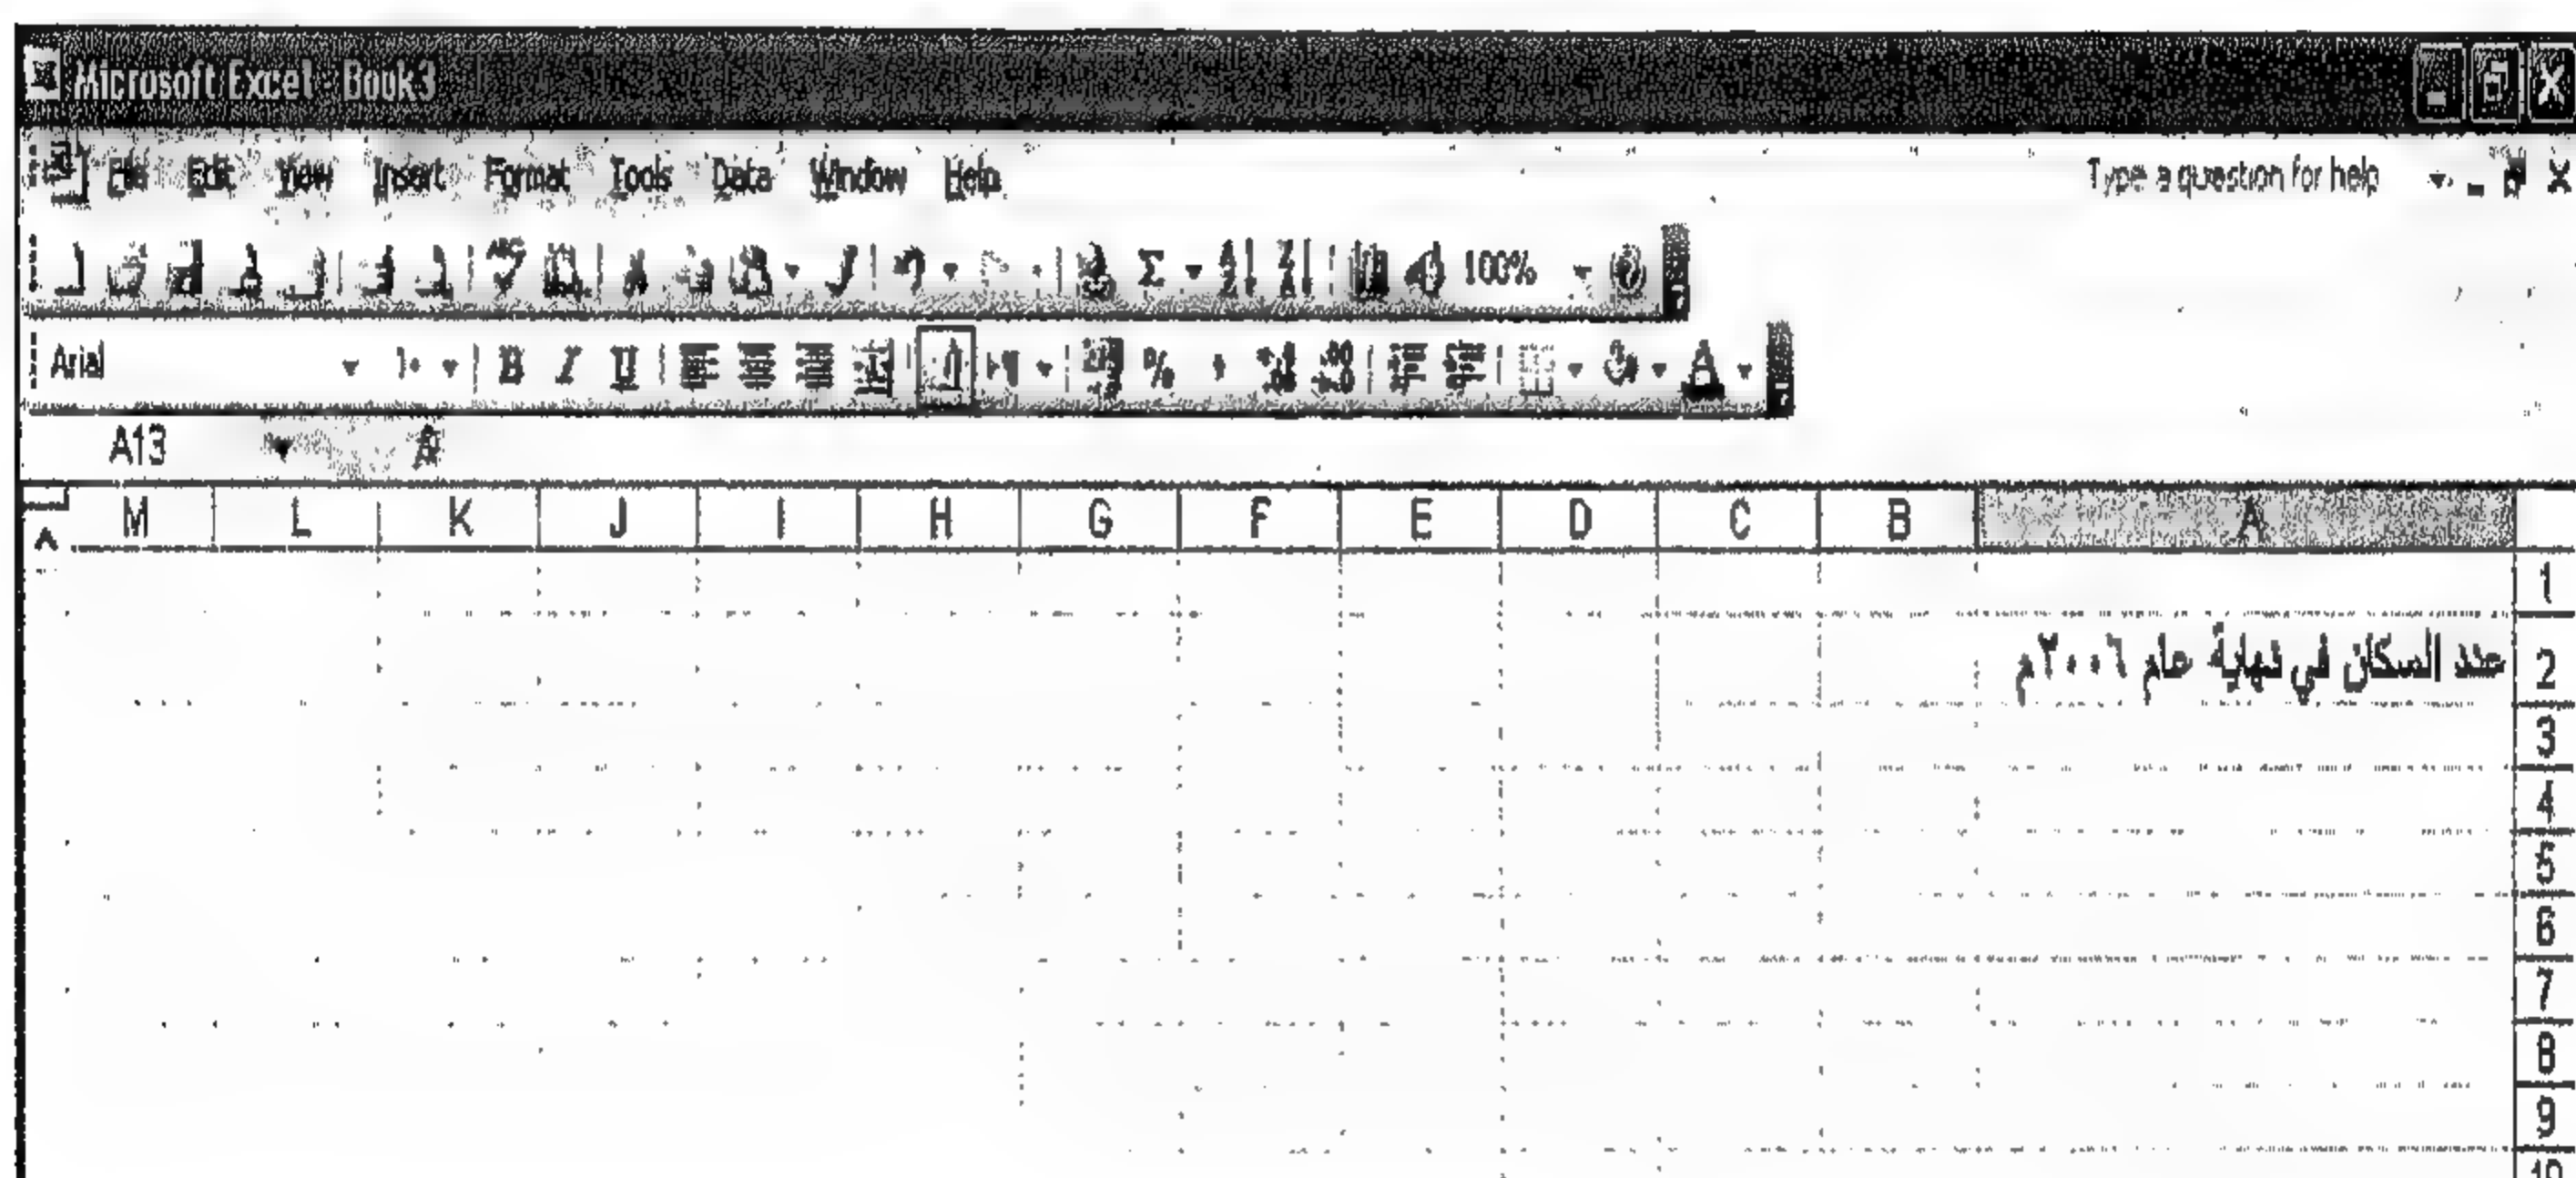 Microsoft Excel - Book3
File Edit View Insert Format Tools Data Window Help
Type a question for help
100%
Arial
B I U % A
A13
M L K J I H G F E D C B A
1
عدد السكان في نهاية عام ٢٠٠٦م 2
3
4
5
6
7
8
9
10